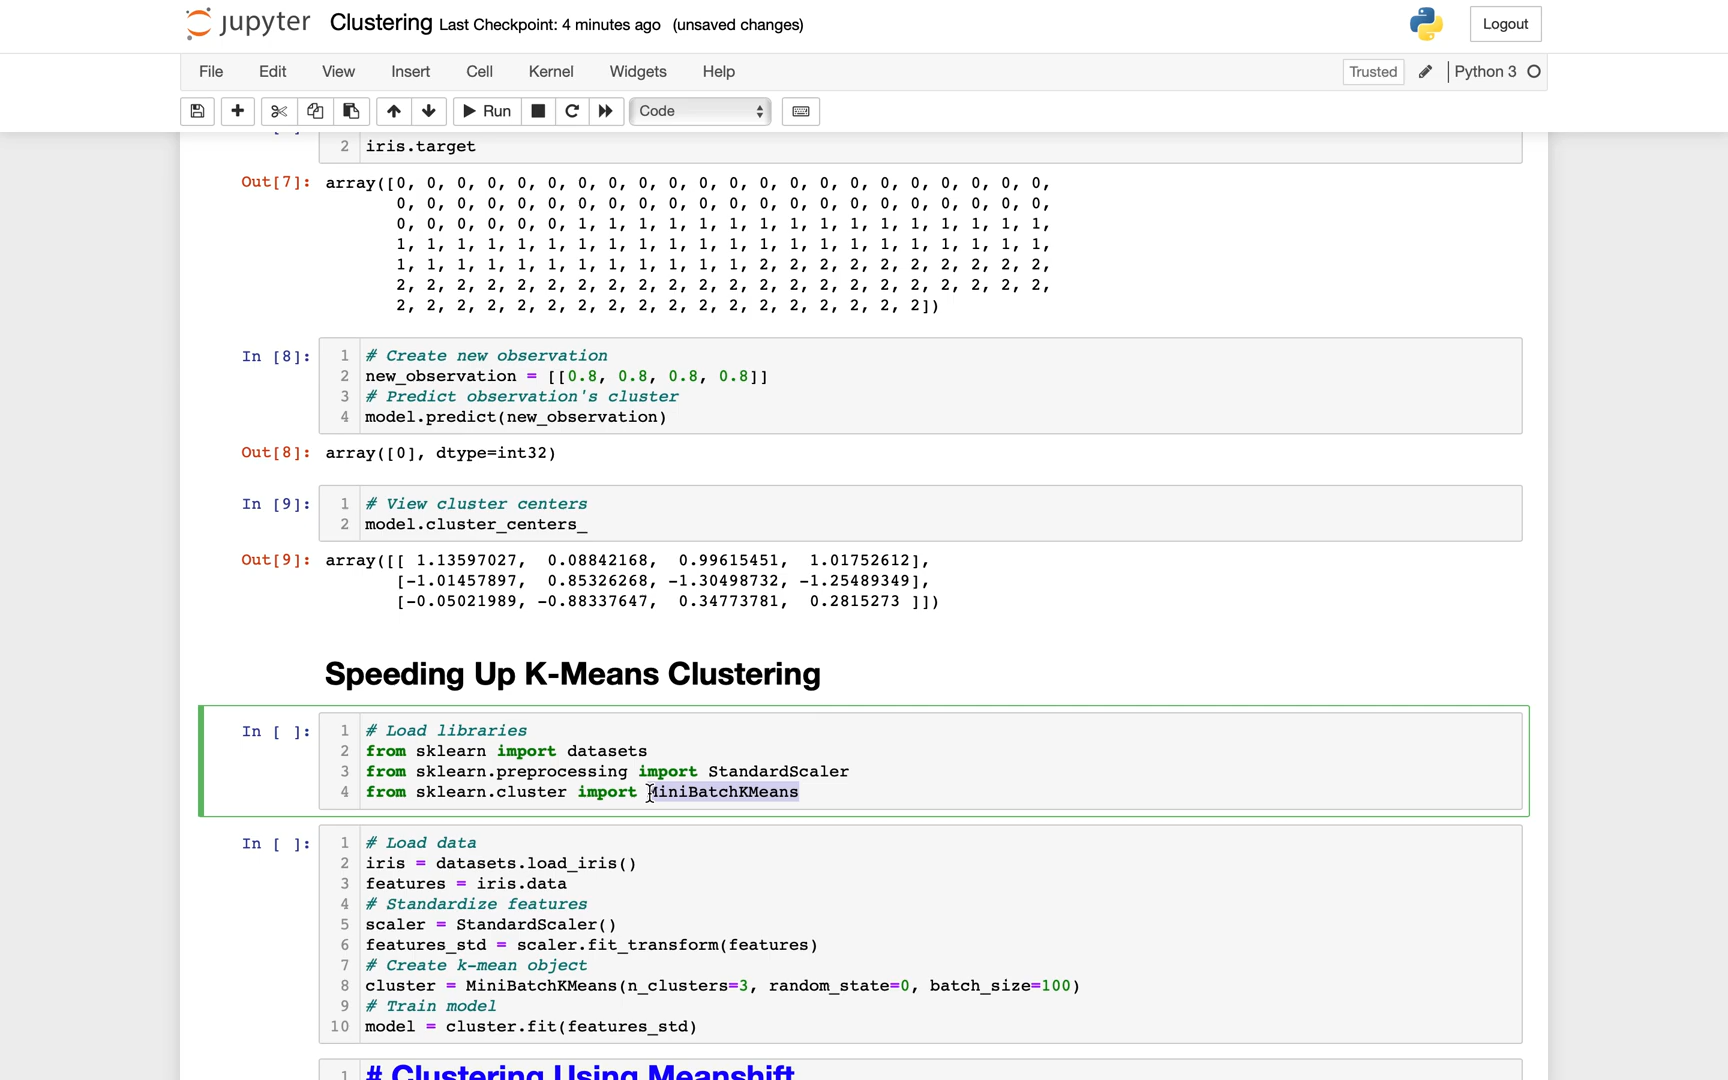 jupyter Clustering Last Checkpoint: 4 minutes ago (unsaved changes) Logout
File Edit View Insert Cell Kernel Widgets Help Trusted Python 3
Run Code
2 iris.target
Out[7]: array([0, 0, 0, 0, 0, 0, 0, 0, 0, 0, 0, 0, 0, 0, 0, 0, 0, 0, 0, 0, 0, 0,
0, 0, 0, 0, 0, 0, 0, 0, 0, 0, 0, 0, 0, 0, 0, 0, 0, 0, 0, 0, 0, 0,
0, 0, 0, 0, 0, 0, 1, 1, 1, 1, 1, 1, 1, 1, 1, 1, 1, 1, 1, 1, 1, 1,
1, 1, 1, 1, 1, 1, 1, 1, 1, 1, 1, 1, 1, 1, 1, 1, 1, 1, 1, 1, 1, 1,
1, 1, 1, 1, 1, 1, 1, 1, 1, 1, 1, 1, 2, 2, 2, 2, 2, 2, 2, 2, 2, 2,
2, 2, 2, 2, 2, 2, 2, 2, 2, 2, 2, 2, 2, 2, 2, 2, 2, 2, 2, 2, 2, 2,
2, 2, 2, 2, 2, 2, 2, 2, 2, 2, 2, 2, 2, 2, 2, 2, 2, 2])
In [8]: 1 # Create new observation
2 new_observation = [[0.8, 0.8, 0.8, 0.8]]
3 # Predict observation's cluster
4 model.predict(new_observation)
Out[8]: array([0], dtype=int32)
In [9]: 1 # View cluster centers
2 model.cluster_centers_
Out[9]: array([[ 1.13597027, 0.08842168, 0.99615451, 1.01752612],
[-1.01457897, 0.85326268, -1.30498732, -1.25489349],
[-0.05021989, -0.88337647, 0.34773781, 0.2815273 ]])
Speeding Up K-Means Clustering
In [ ]: 1 # Load libraries
2 from sklearn import datasets
3 from sklearn.preprocessing import StandardScaler
4 from sklearn.cluster import MiniBatchKMeans
In [ ]: 1 # Load data
2 iris = datasets.load_iris()
3 features = iris.data
4 # Standardize features
5 scaler = StandardScaler()
6 features_std = scaler.fit_transform(features)
7 # Create k-mean object
8 cluster = MiniBatchKMeans(n_clusters=3, random_state=0, batch_size=100)
9 # Train model
10 model = cluster.fit(features_std)
1 # Clustering Using Meanshift